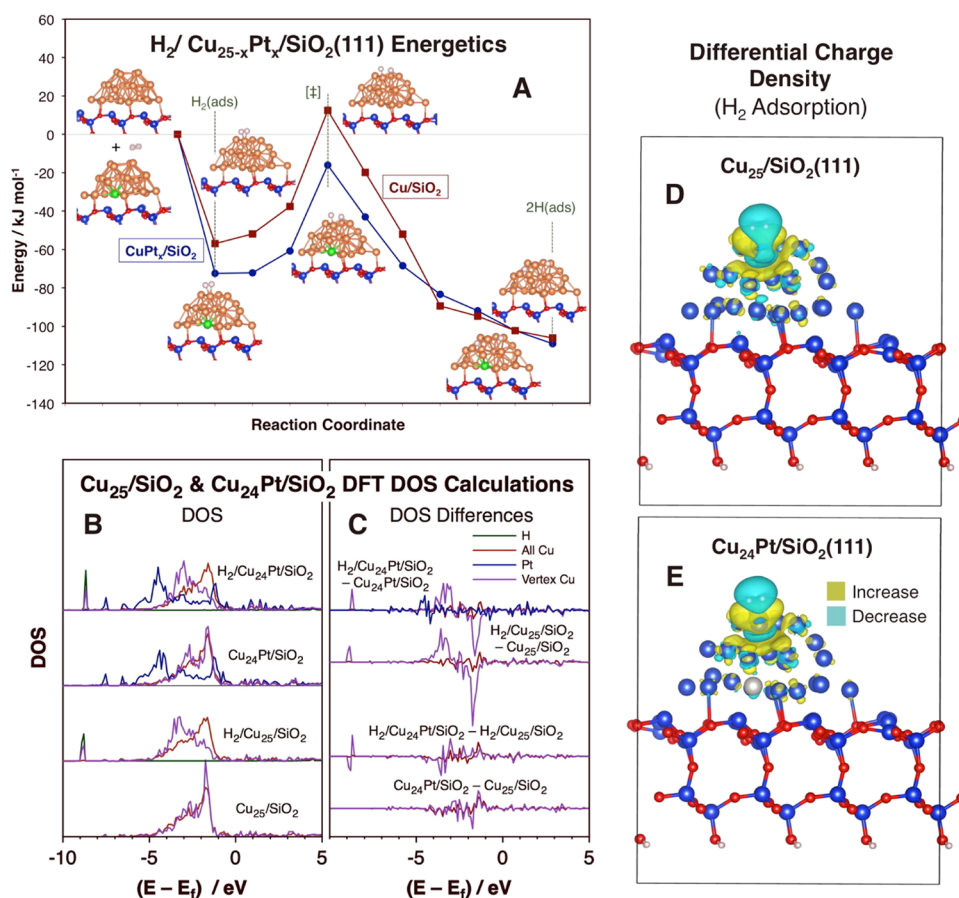 H₂/ Cu₂₅₋ₓPtₓ/SiO₂(111) Energetics
A
Energy / kJ mol⁻¹
60
40
20
0
-20
-40
-60
-80
-100
-120
-140
+
H₂(ads)
[‡]
Cu/SiO₂
CuPtₓ/SiO₂
2H(ads)
Reaction Coordinate
Cu₂₅/SiO₂ & Cu₂₄Pt/SiO₂ DFT DOS Calculations
B
DOS
DOS
H₂/Cu₂₄Pt/SiO₂
Cu₂₄Pt/SiO₂
H₂/Cu₂₅/SiO₂
Cu₂₅/SiO₂
-10
-5
0
5
(E – E_f) / eV
C
DOS Differences
H
All Cu
Pt
Vertex Cu
H₂/Cu₂₄Pt/SiO₂
– Cu₂₄Pt/SiO₂
H₂/Cu₂₅/SiO₂
– Cu₂₅/SiO₂
H₂/Cu₂₄Pt/SiO₂ – H₂/Cu₂₅/SiO₂
Cu₂₄Pt/SiO₂ – Cu₂₅/SiO₂
-5
0
5
(E – E_f) / eV
Differential Charge
Density
(H₂ Adsorption)
Cu₂₅/SiO₂(111)
D
Cu₂₄Pt/SiO₂(111)
E
Increase
Decrease